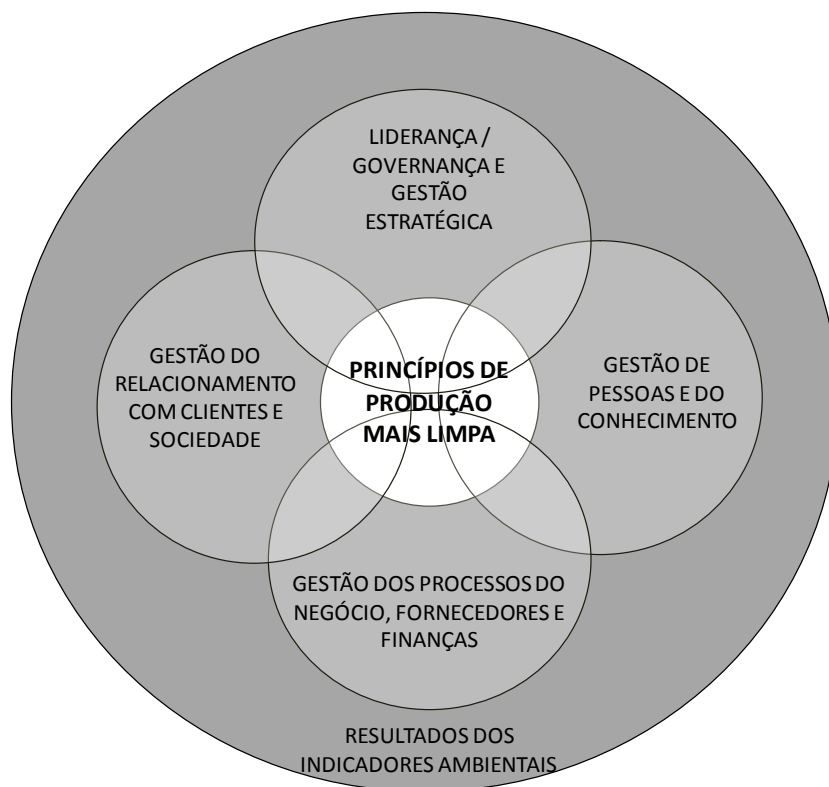 LIDERANÇA /
GOVERNANÇA E
GESTÃO
ESTRATÉGICA
GESTÃO DO
RELACIONAMENTO
COM CLIENTES E
SOCIEDADE
PRINCÍPIOS DE
PRODUÇÃO
MAIS LIMPA
GESTÃO DE
PESSOAS E DO
CONHECIMENTO
GESTÃO DOS PROCESSOS DO
NEGÓCIO, FORNECEDORES E
FINANÇAS
RESULTADOS DOS
INDICADORES AMBIENTAIS